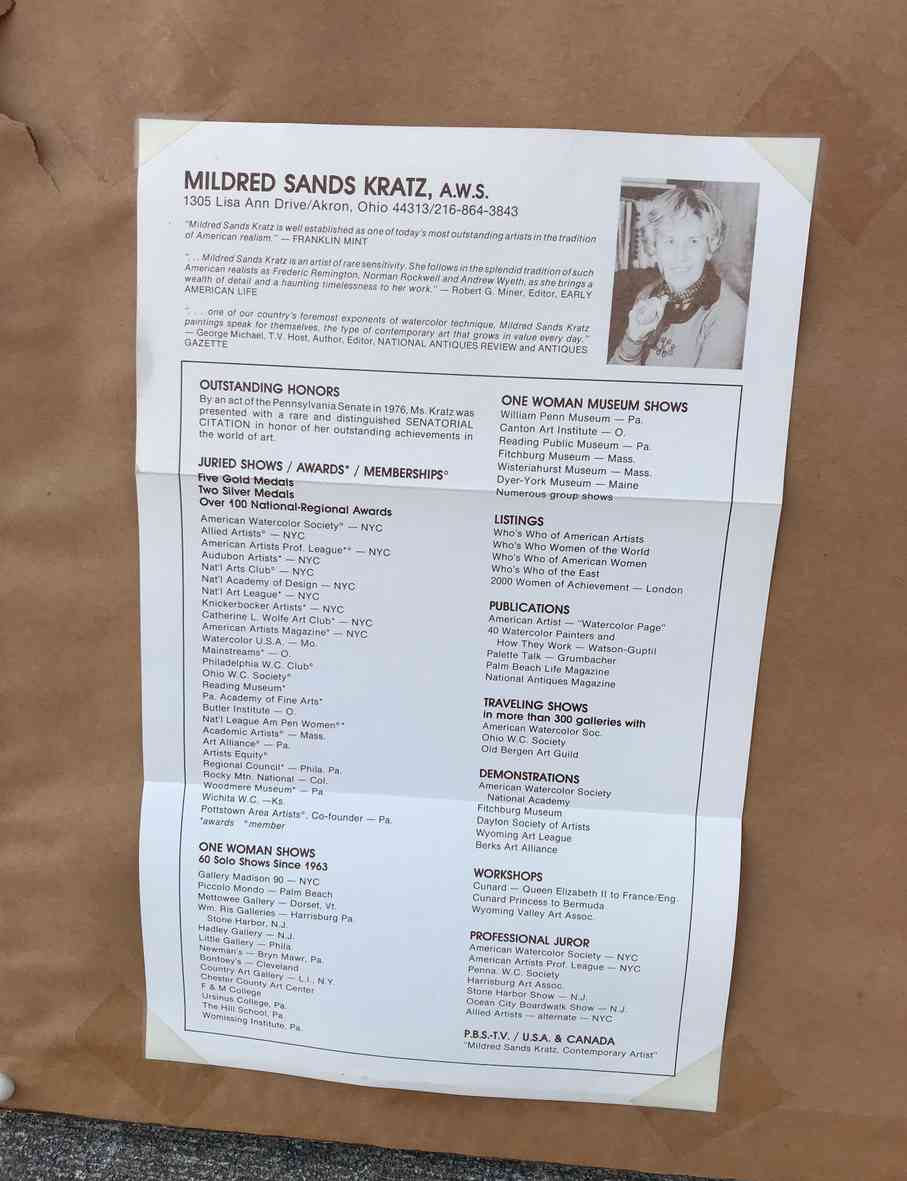 MILDRED SANDS KRATZ, A.W.S.
1305 Lisa Ann Drive/Akron, Ohio 44313/216-864-3843
"Mildred Sands Kratz is well established as one of today's most outstanding artists in the tradition
of American realism." — FRANKLIN MINT
". . . Mildred Sands Kratz is an artist of rare sensitivity. She follows in the splendid tradition of such
American realists as Frederic Remington, Norman Rockwell and Andrew Wyeth, as she brings a
wealth of detail and a haunting timelessness to her work." — Robert G. Miner, Editor, EARLY
AMERICAN LIFE
". . . one of our country's foremost exponents of watercolor technique, Mildred Sands Kratz
paintings speak for themselves, the type of contemporary art that grows in value every day."
— George Michael, T.V. Host, Author, Editor, NATIONAL ANTIQUES REVIEW and ANTIQUES
GAZETTE
OUTSTANDING HONORS
By an act of the Pennsylvania Senate in 1976, Ms. Kratz was
presented with a rare and distinguished SENATORIAL
CITATION in honor of her outstanding achievements in
the world of art.
JURIED SHOWS / AWARDS* / MEMBERSHIPS°
Five Gold Medals
Two Silver Medals
Over 100 National-Regional Awards
American Watercolor Society° — NYC
Allied Artists° — NYC
American Artists Prof. League*° — NYC
Audubon Artists* — NYC
Nat'l Arts Club° — NYC
Nat'l Academy of Design — NYC
Nat'l Art League* — NYC
Knickerbocker Artists* — NYC
Catherine L. Wolfe Art Club* — NYC
American Artists Magazine* — NYC
Watercolor U.S.A. — Mo.
Mainstreams* — O.
Philadelphia W.C. Club°
Ohio W.C. Society°
Reading Museum*
Pa. Academy of Fine Arts*
Butler Institute — O.
Nat'l League Am Pen Women°*
Academic Artists° — Mass.
Art Alliance° — Pa.
Artists Equity°
Regional Council* — Phila. Pa.
Rocky Mtn. National — Col.
Woodmere Museum* — Pa
Wichita W.C. —Ks.
Pottstown Area Artists°, Co-founder — Pa.
*awards °member
ONE WOMAN SHOWS
60 Solo Shows Since 1963
Gallery Madison 90 — NYC
Piccolo Mondo — Palm Beach
Mettowee Gallery — Dorset, Vt.
Wm. Ris Galleries — Harrisburg Pa.
Stone Harbor, N.J.
Hadley Gallery — N.J.
Little Gallery — Phila.
Newman's — Bryn Mawr, Pa.
Bonfoey's — Cleveland
Country Art Gallery — L.I., N.Y.
Chester County Art Center
F & M College
Ursinus College, Pa.
The Hill School, Pa.
Womissing Institute, Pa.
ONE WOMAN MUSEUM SHOWS
William Penn Museum — Pa.
Canton Art Institute — O.
Reading Public Museum — Pa.
Fitchburg Museum — Mass.
Wisteriahurst Museum — Mass.
Dyer-York Museum — Maine
Numerous group shows
LISTINGS
Who's Who of American Artists
Who's Who Women of the World
Who's Who of American Women
Who's Who of the East
2000 Women of Achievement — London
PUBLICATIONS
American Artist — "Watercolor Page"
40 Watercolor Painters and
How They Work — Watson-Guptil
Palette Talk — Grumbacher
Palm Beach Life Magazine
National Antiques Magazine
TRAVELING SHOWS
in more than 300 galleries with
American Watercolor Soc.
Ohio W.C. Society
Old Bergen Art Guild
DEMONSTRATIONS
American Watercolor Society
National Academy
Fitchburg Museum
Dayton Society of Artists
Wyoming Art League
Berks Art Alliance
WORKSHOPS
Cunard — Queen Elizabeth II to France/Eng.
Cunard Princess to Bermuda
Wyoming Valley Art Assoc.
PROFESSIONAL JUROR
American Watercolor Society — NYC
American Artists Prof. League — NYC
Penna. W.C. Society
Harrisburg Art Assoc.
Stone Harbor Show — N.J.
Ocean City Boardwalk Show — N.J.
Allied Artists — alternate — NYC
P.B.S.-T.V. / U.S.A. & CANADA
"Mildred Sands Kratz, Contemporary Artist"